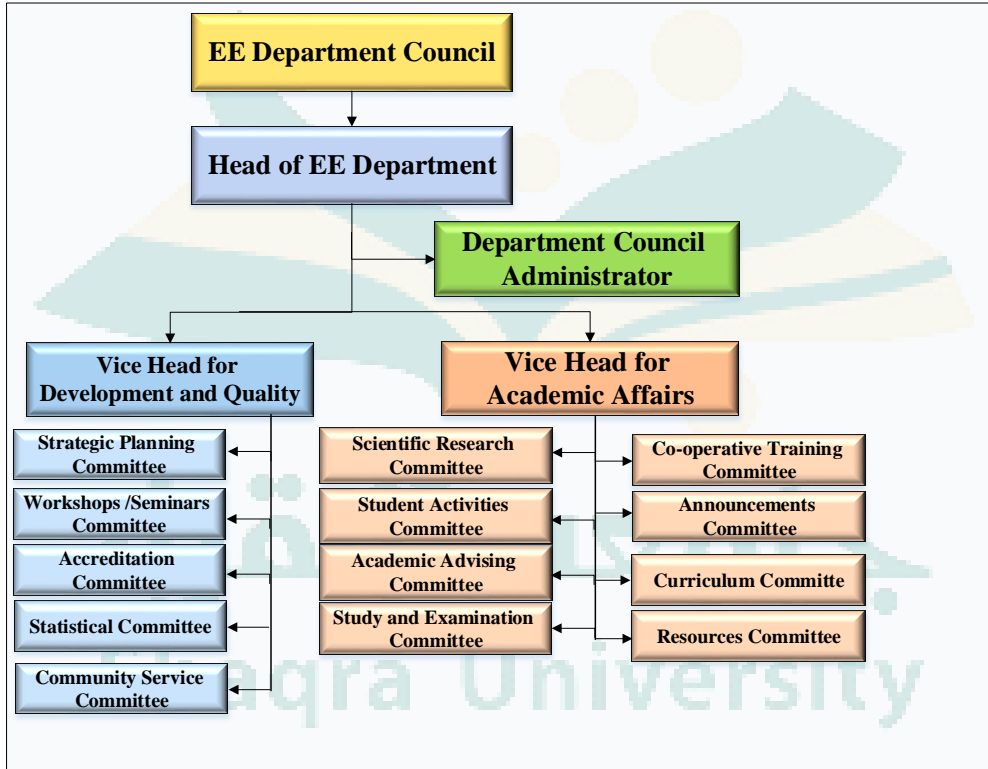 EE Department Council
Head of EE Department
Department Council
Administrator
Vice Head for
Development and Quality
Vice Head for
Academic Affairs
Strategic Planning
Committee
Workshops /Seminars
Committee
Accreditation
Committee
Statistical Committee
Community Service
Committee
Scientific Research
Committee
Student Activities
Committee
Academic Advising
Committee
Study and Examination
Committee
Co-operative Training
Committee
Announcements
Committee
Curriculum Committe
Resources Committee
aqra University